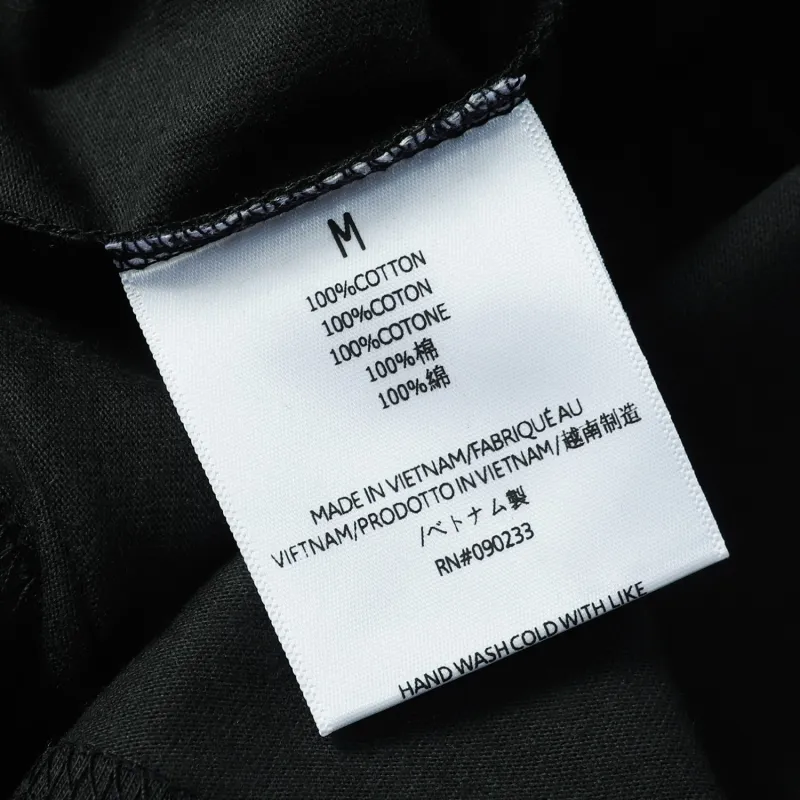 M
100%COTTON
100%COTON
100%COTONE
100%棉
100%綿
MADE IN VIETNAM/FABRIQUÉ AU
VIFTNAM/PRODOTTO IN VIETNAM/越南制造
/ベトナム製
RN#090233
HAND WASH COLD WITH LIKE